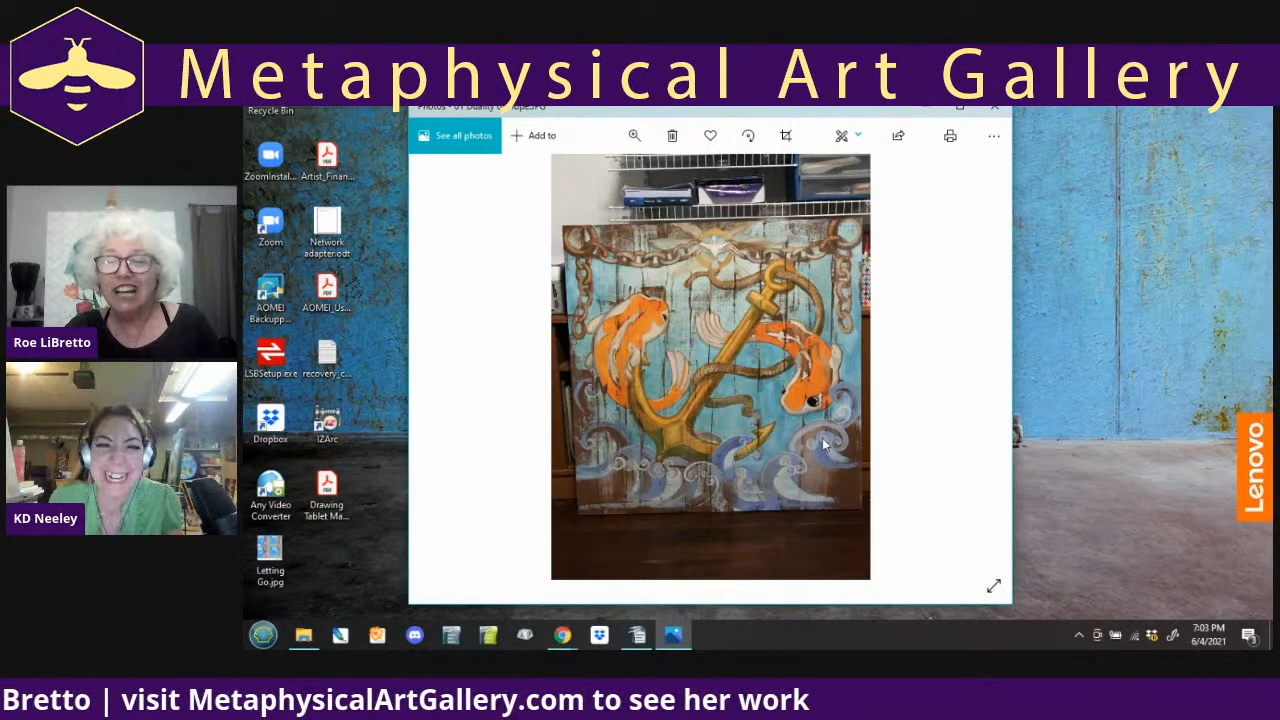 Metaphysical Art Gallery
Recycle Bin
See all photos
Add to
ZoomInstal...
Artist_Finan...
Zoom
Network
adapter.odt
AOMEI
Backupp...
AOMEI_Us...
LSBSetup.exe
recovery_c...
Dropbox
IZArc
Any Video
Converter
Drawing
Tablet Ma...
Letting
Go.jpg
Roe LiBretto
KD Neeley
Lenovo
7:03 PM
6/4/2021
3
Bretto | visit MetaphysicalArtGallery.com to see her work